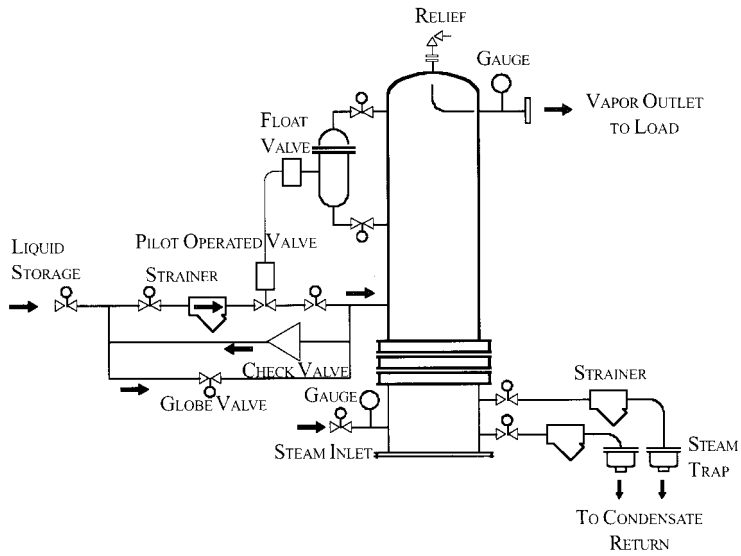 RELIEF
GAUGE
VAPOR OUTLET
TO LOAD
FLOAT
VALVE
PILOT OPERATED VALVE
LIQUID
STORAGE
STRAINER
CHECK VALVE
GLOBE VALVE
GAUGE
STEAM INLET
STRAINER
STEAM
TRAP
TO CONDENSATE
RETURN